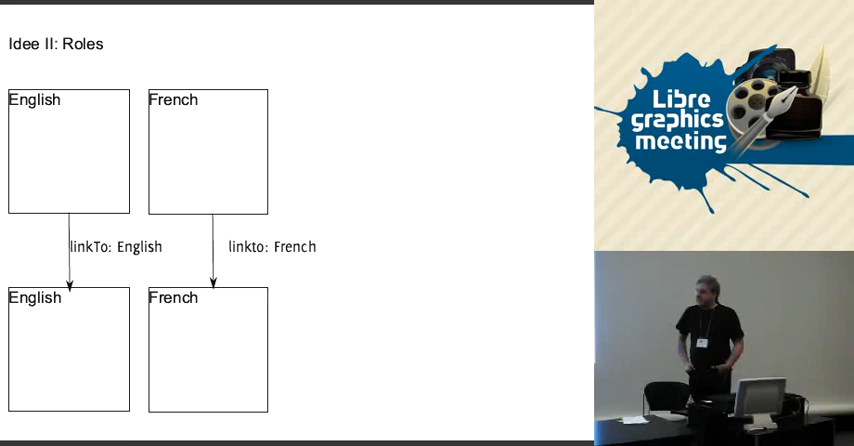 Idee II: Roles
English
French
linkTo: English
linkto: French
English
French
Libre
graphics
meeting